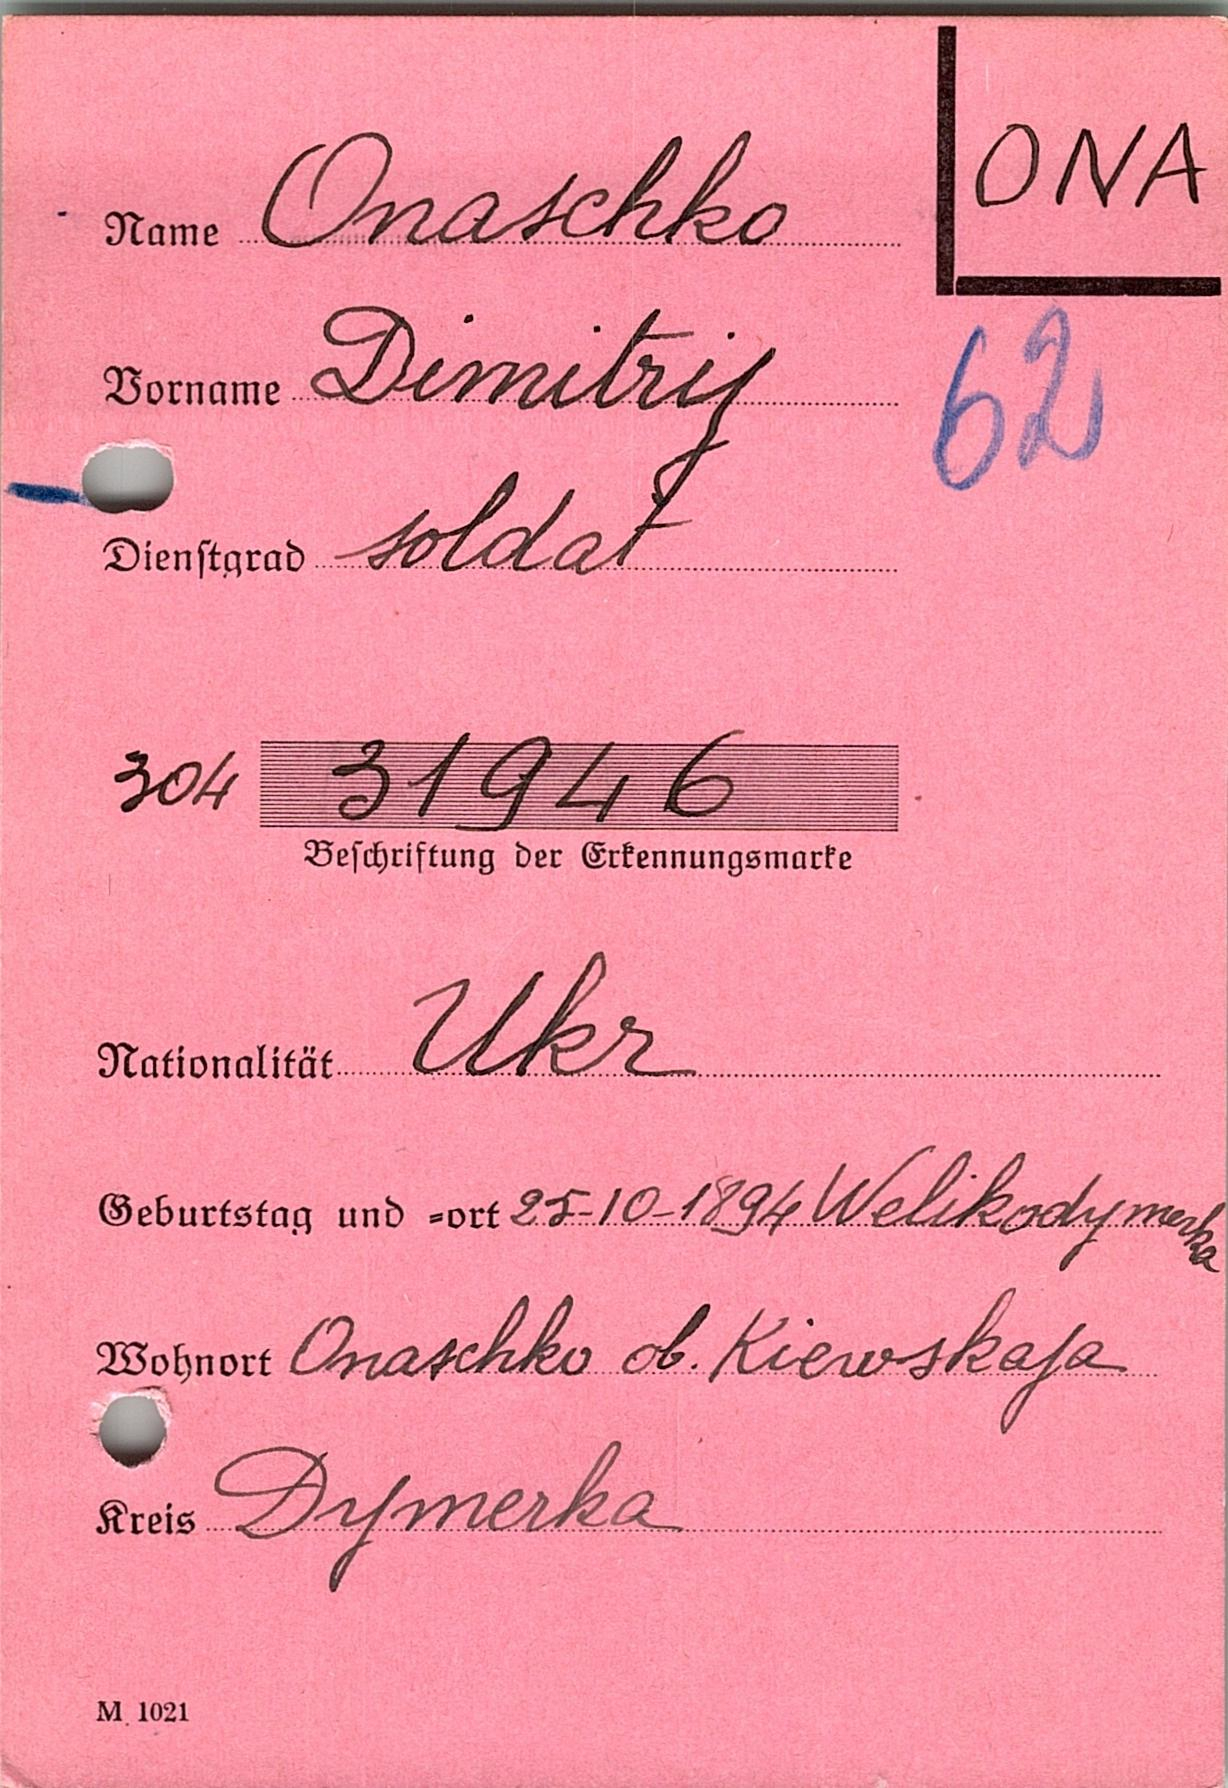 ONA
Name Onaschko
62
Vorname Dimitrij
Dienstgrad soldat
304 31946
Beschriftung der Erkennungsmarke
Nationalität Ukr
Geburtstag und =ort 25-10-1894 Welikodymerka
Wohnort Onaschko ob. Kiewskaja
Kreis Dymerka
M. 1021